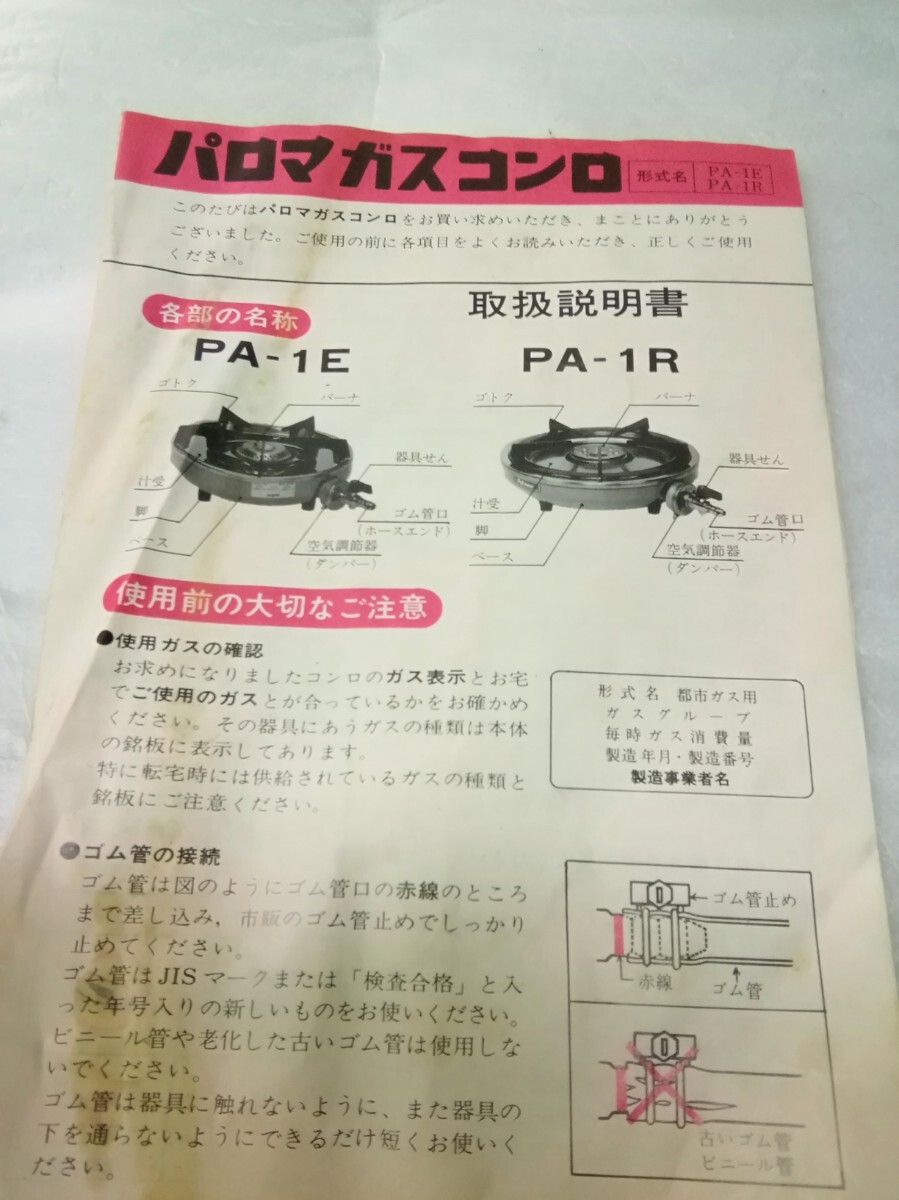 パロマガスコンロ
形式名
PA-1E
PA-1R
このたびはパロマガスコンロをお買い求めいただき、まことにありがとう
ございました。ご使用の前に各項目をよくお読みいただき、正しくご使用
ください。
取扱説明書
各部の名称
PA-1E
ゴトク
バーナ
器具せん
汁受
脚
ベース
ゴム管口
(ホースエンド)
空気調節器
(ダンパー)
PA-1R
ゴトク
バーナ
器具せん
汁受
脚
ベース
ゴム管口
(ホースエンド)
空気調節器
(ダンパー)
使用前の大切なご注意
●使用ガスの確認
お求めになりましたコンロのガス表示とお宅
でご使用のガスとが合っているかをお確かめ
ください。その器具にあうガスの種類は本体
の銘板に表示してあります。
特に転宅時には供給されているガスの種類と
銘板にご注意ください。
形式名 都市ガス用
ガスグループ
毎時ガス消費量
製造年月・製造番号
製造事業者名
●ゴム管の接続
ゴム管は図のようにゴム管口の赤線のところ
まで差し込み,市販のゴム管止めでしっかり
止めてください。
ゴム管はJISマークまたは「検査合格」と入
った年号入りの新しいものをお使いください。
ビニール管や老化した古いゴム管は使用しな
いでください。
ゴム管は器具に触れないように、また器具の
下を通らないようにできるだけ短くお使いく
ださい。
ゴム管止め
赤線
ゴム管
古いゴム管
ビニール管